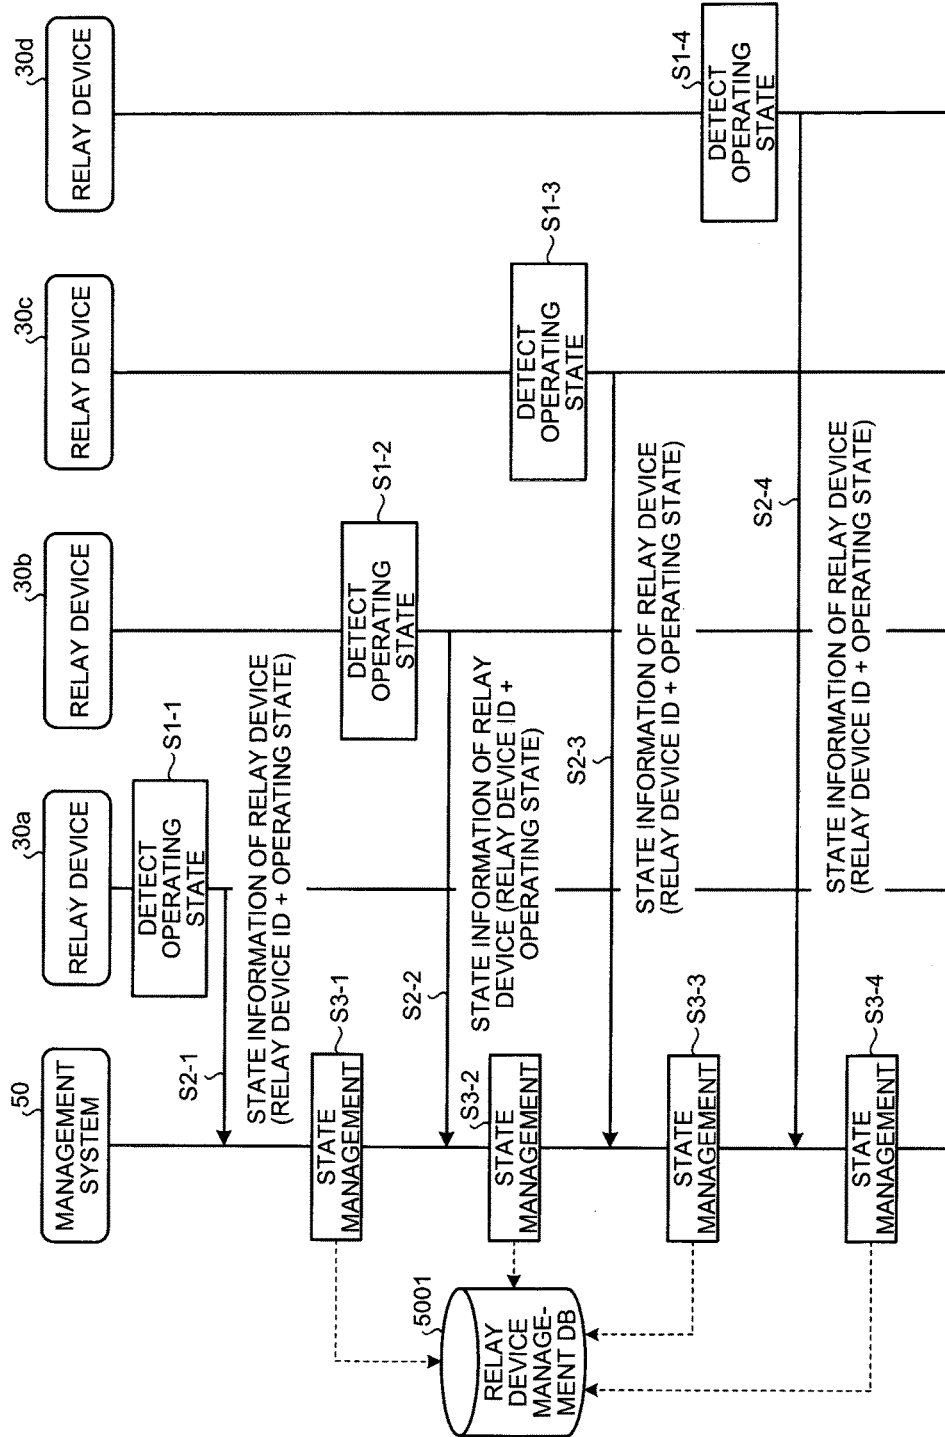 50
MANAGEMENT
SYSTEM
30a
RELAY DEVICE
30b
RELAY DEVICE
30c
RELAY DEVICE
30d
RELAY DEVICE
S1-1
DETECT
OPERATING
STATE
S2-1
STATE INFORMATION OF RELAY DEVICE
(RELAY DEVICE ID + OPERATING STATE)
S3-1
STATE
MANAGEMENT
S1-2
DETECT
OPERATING
STATE
S2-2
STATE INFORMATION OF RELAY
DEVICE (RELAY DEVICE ID +
OPERATING STATE)
S3-2
STATE
MANAGEMENT
5001
RELAY
DEVICE
MANAGE-
MENT DB
S1-3
DETECT
OPERATING
STATE
S2-3
STATE INFORMATION OF RELAY DEVICE
(RELAY DEVICE ID + OPERATING STATE)
S3-3
STATE
MANAGEMENT
S1-4
DETECT
OPERATING
STATE
S2-4
STATE INFORMATION OF RELAY DEVICE
(RELAY DEVICE ID + OPERATING STATE)
S3-4
STATE
MANAGEMENT